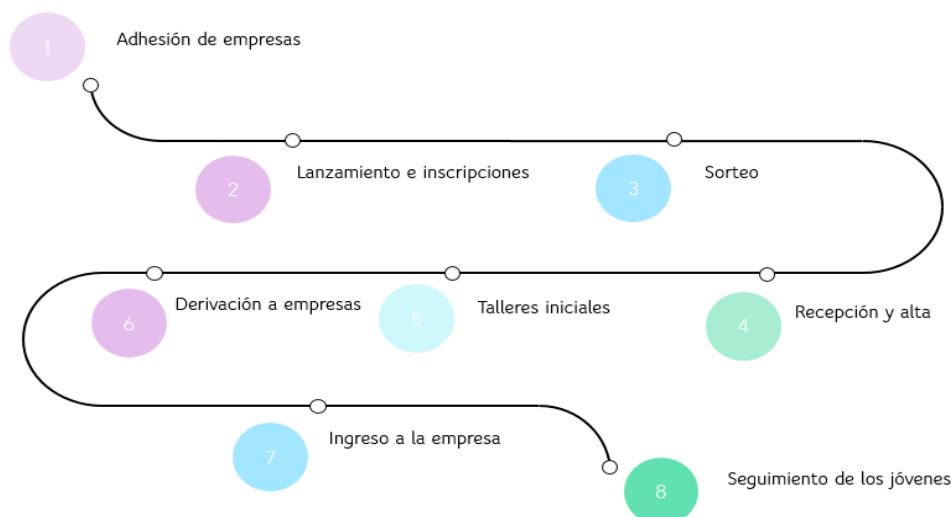 1
Adhesión de empresas
2
Lanzamiento e inscripciones
3
Sorteo
4
Recepción y alta
5
Talleres iniciales
6
Derivación a empresas
7
Ingreso a la empresa
8
Seguimiento de los jóvenes